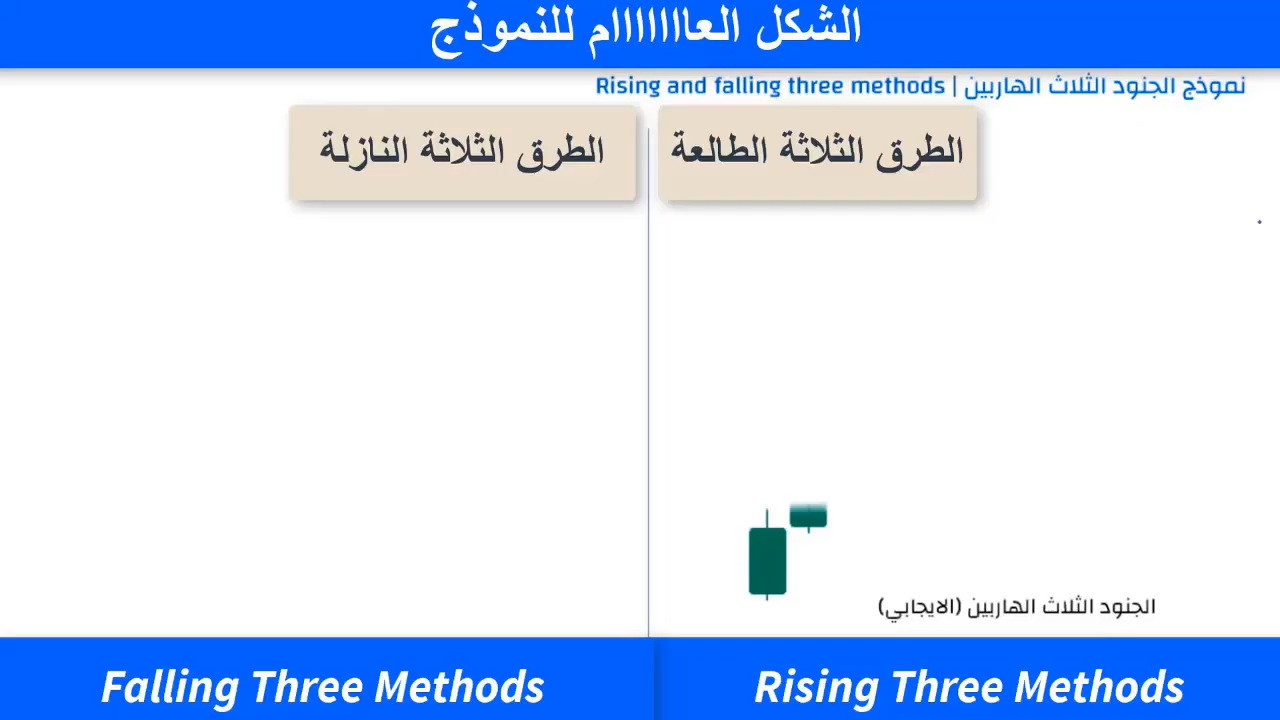 الشكل العااااااام للنموذج
نموذج الجنود الثلاث الهاربين | Rising and falling three methods
الطرق الثلاثة الطالعة
الطرق الثلاثة النازلة
الجنود الثلاث الهاربين (الايجابي)
Falling Three Methods
Rising Three Methods